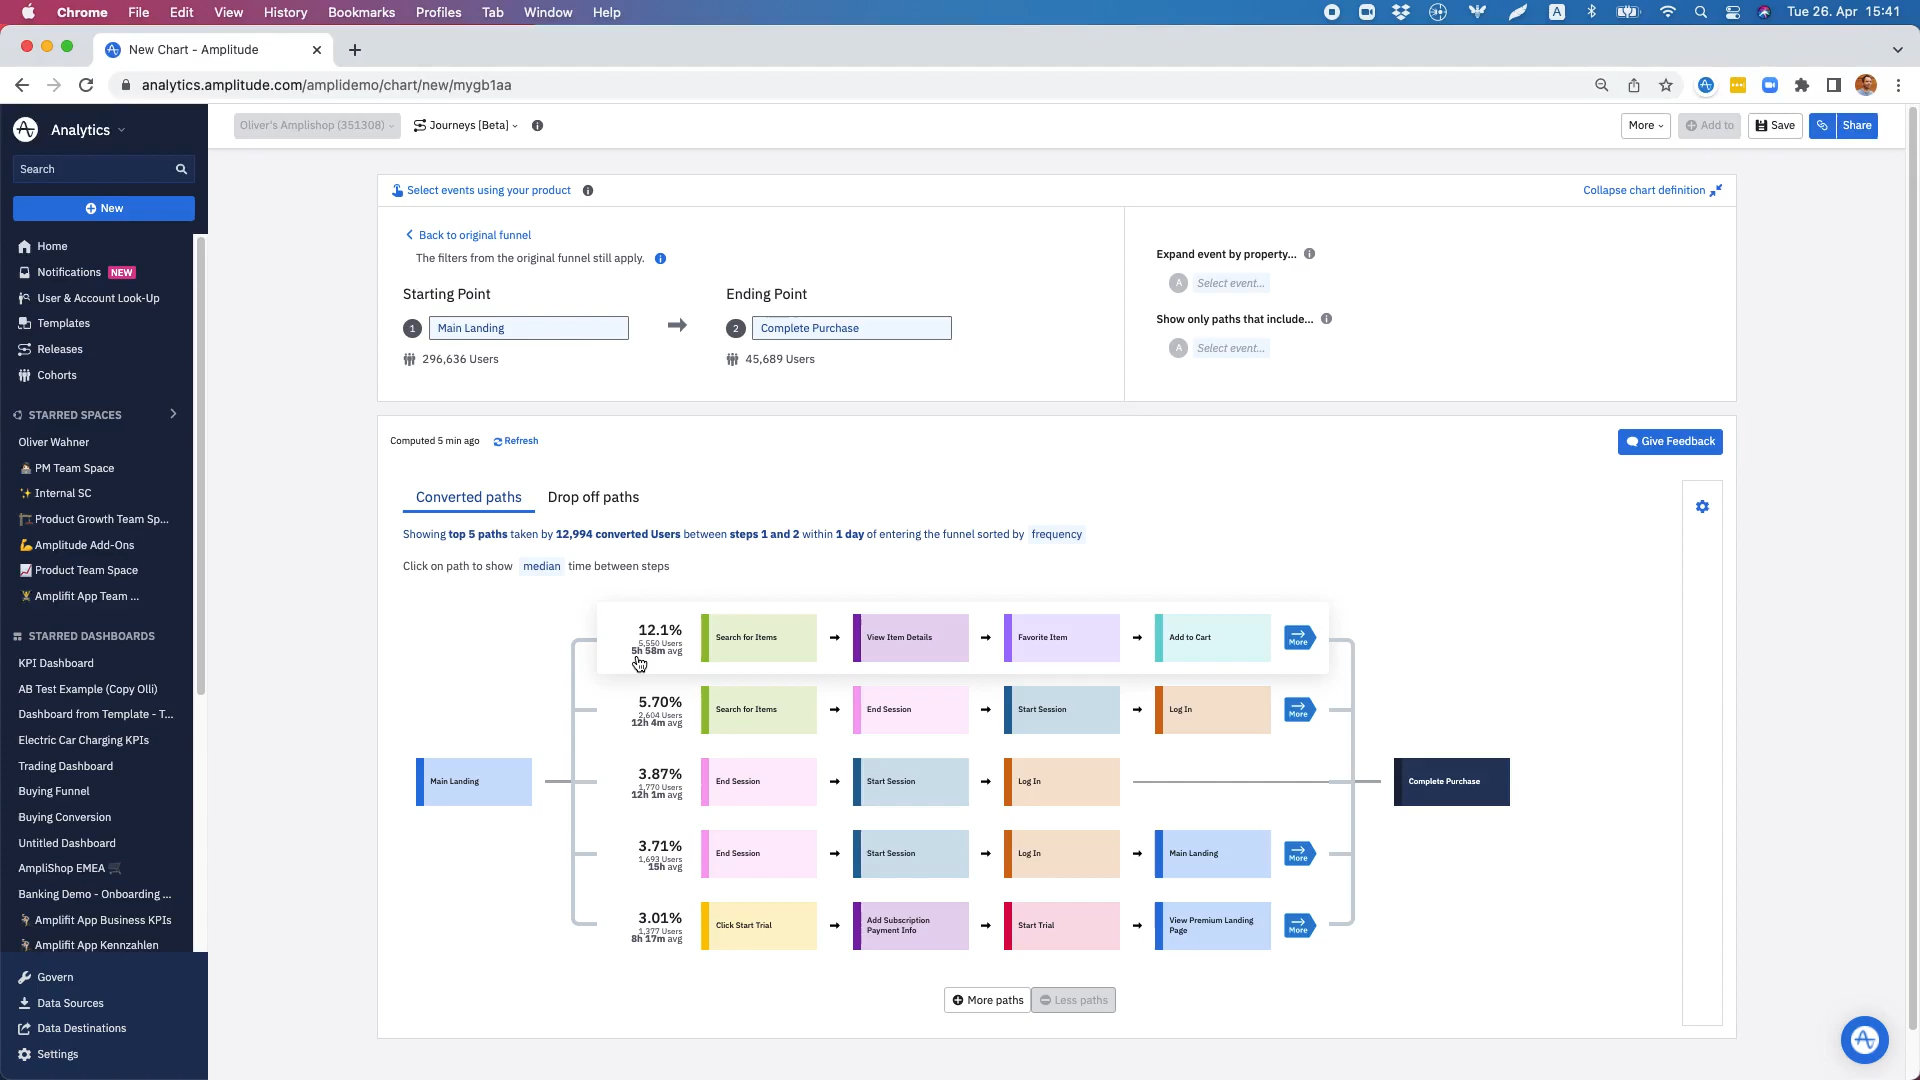 Chrome File Edit View History Bookmarks Profiles Tab Window Help
A
Tue 26. Apr 15:41
New Chart - Amplitude
analytics.amplitude.com/amplidemo/chart/new/mygb1aa
Analytics
Search
New
Home
Notifications NEW
User & Account Look-Up
Templates
Releases
Cohorts
STARRED SPACES
Oliver Wahner
PM Team Space
Internal SC
Product Growth Team Sp...
Amplitude Add-Ons
Product Team Space
Amplifit App Team ...
STARRED DASHBOARDS
KPI Dashboard
AB Test Example (Copy Olli)
Dashboard from Template - T...
Electric Car Charging KPIs
Trading Dashboard
Buying Funnel
Buying Conversion
Untitled Dashboard
AmpliShop EMEA
Banking Demo - Onboarding ...
Amplifit App Business KPIs
Amplifit App Kennzahlen
Govern
Data Sources
Data Destinations
Settings
Oliver's Amplishop (351308)
Journeys [Beta]
More
Add to
Save
Share
Select events using your product
Collapse chart definition
Back to original funnel
The filters from the original funnel still apply.
Starting Point
1 Main Landing
296,636 Users
Ending Point
2 Complete Purchase
45,689 Users
Expand event by property...
A Select event...
Show only paths that include...
A Select event...
Computed 5 min ago Refresh
Give Feedback
Converted paths Drop off paths
Showing top 5 paths taken by 12,994 converted Users between steps 1 and 2 within 1 day of entering the funnel sorted by frequency
Click on path to show median time between steps
Main Landing
12.1%
5,550 Users
5h 58m avg
Search for Items
View Item Details
Favorite Item
Add to Cart
More
5.70%
2,604 Users
12h 4m avg
Search for Items
End Session
Start Session
Log In
More
3.87%
1,770 Users
12h 1m avg
End Session
Start Session
Log In
3.71%
1,693 Users
15h avg
End Session
Start Session
Log In
Main Landing
More
3.01%
1,377 Users
8h 17m avg
Click Start Trial
Add Subscription
Payment Info
Start Trial
View Premium Landing
Page
More
Complete Purchase
More paths
Less paths